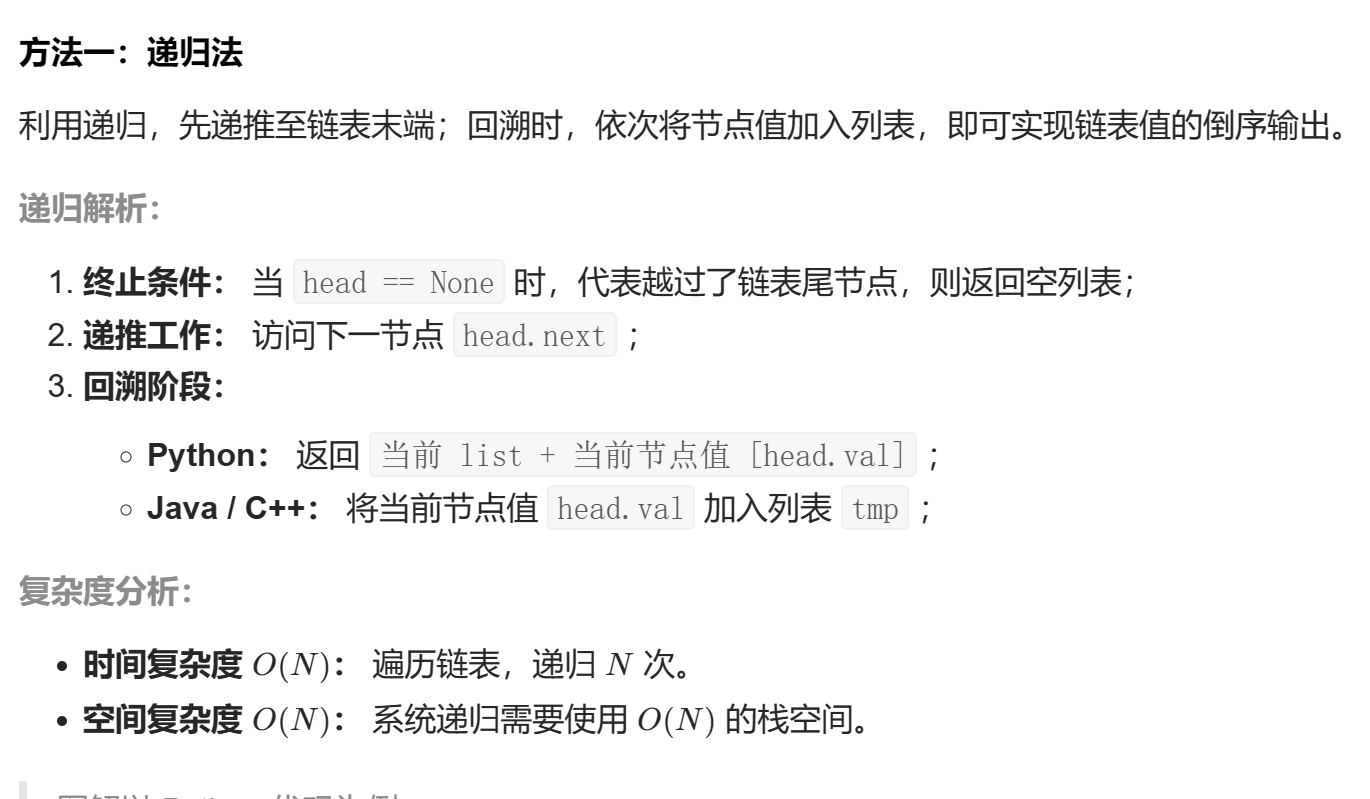 方法一：递归法
利用递归，先递推至链表末端；回溯时，依次将节点值加入列表，即可实现链表值的倒序输出。
递归解析：
1. 终止条件： 当 head == None 时，代表越过了链表尾节点，则返回空列表；
2. 递推工作： 访问下一节点 head.next ；
3. 回溯阶段：
○ Python： 返回 当前 list + 当前节点值 [head.val] ；
○ Java / C++： 将当前节点值 head.val 加入列表 tmp ；
复杂度分析：
• 时间复杂度 O(N)： 遍历链表，递归 N 次。
• 空间复杂度 O(N)： 系统递归需要使用 O(N) 的栈空间。